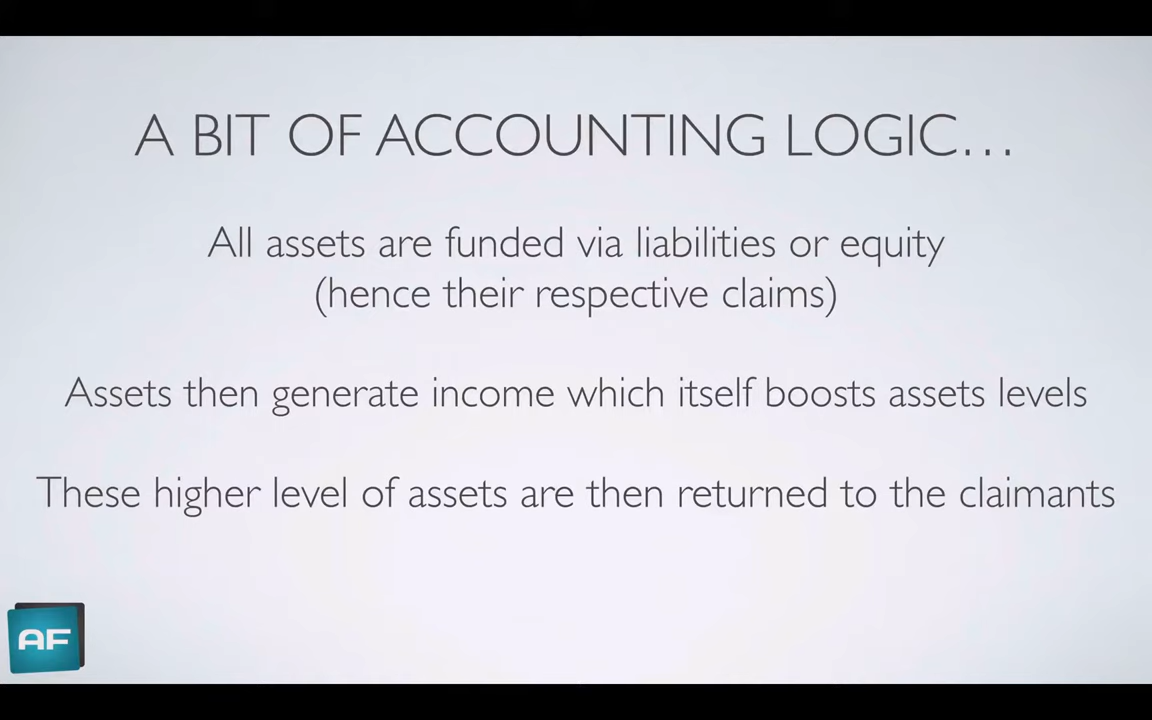 A BIT OF ACCOUNTING LOGIC…
All assets are funded via liabilities or equity
(hence their respective claims)
Assets then generate income which itself boosts assets levels
These higher level of assets are then returned to the claimants
AF